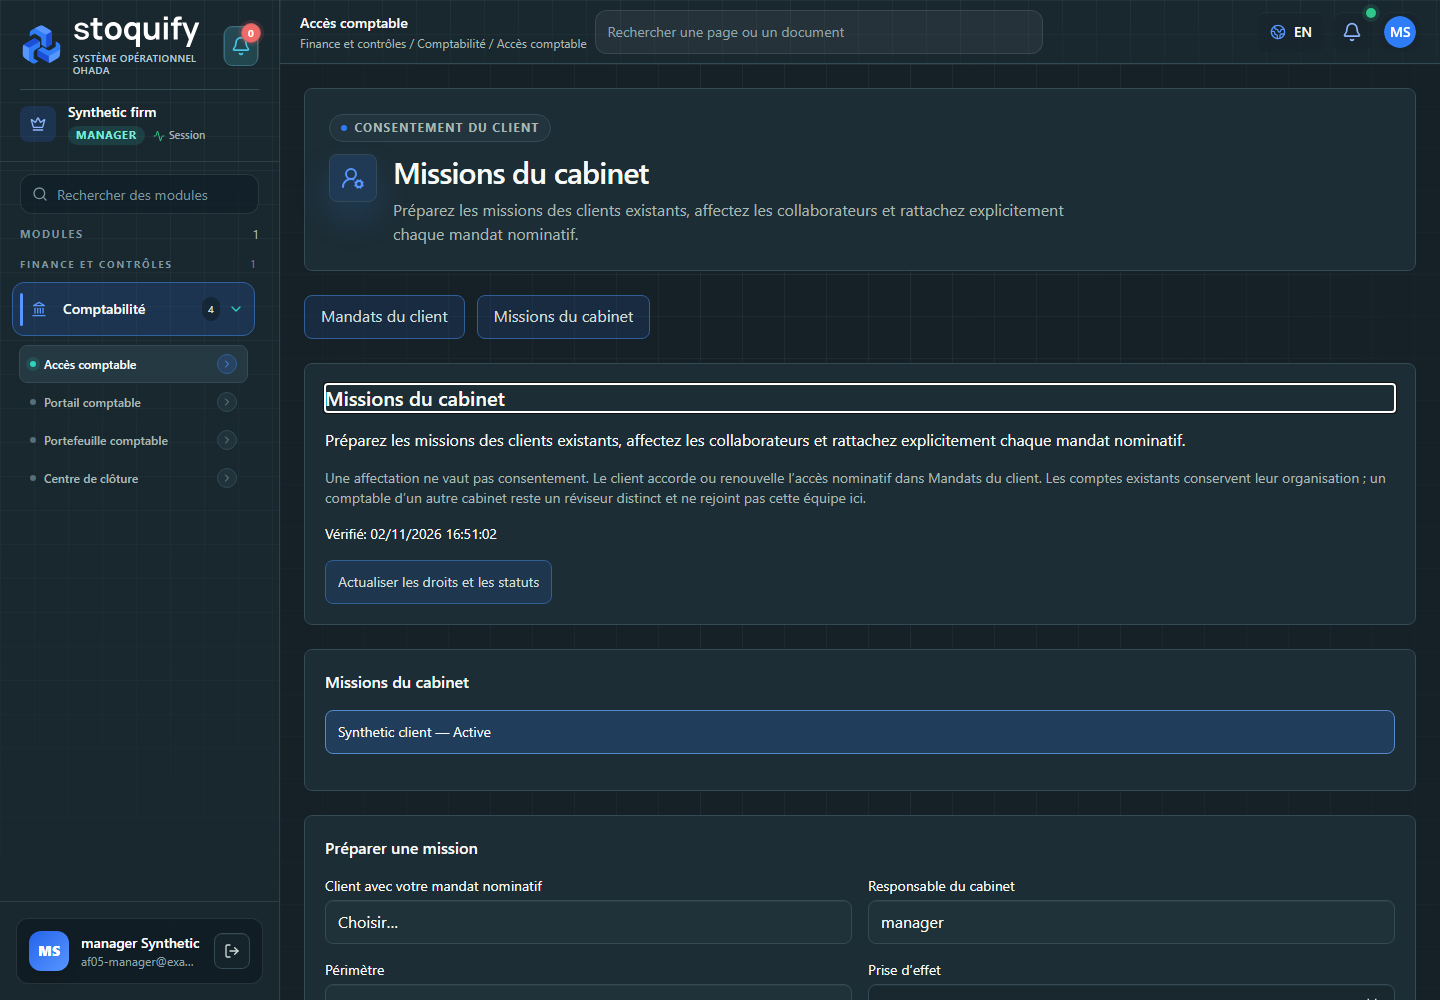 stoquify
SYSTÈME OPÉRATIONNEL
OHADA
0
Synthetic firm
MANAGER
Session
Rechercher des modules
MODULES 1
FINANCE ET CONTRÔLES 1
Comptabilité 4
Accès comptable
Portail comptable
Portefeuille comptable
Centre de clôture
MS
manager Synthetic
af05-manager@exa...
Accès comptable
Finance et contrôles / Comptabilité / Accès comptable
Rechercher une page ou un document
EN
MS
CONSENTEMENT DU CLIENT
Missions du cabinet
Préparez les missions des clients existants, affectez les collaborateurs et rattachez explicitement
chaque mandat nominatif.
Mandats du client
Missions du cabinet
Missions du cabinet
Préparez les missions des clients existants, affectez les collaborateurs et rattachez explicitement chaque mandat nominatif.
Une affectation ne vaut pas consentement. Le client accorde ou renouvelle l’accès nominatif dans Mandats du client. Les comptes existants conservent leur organisation ; un
comptable d’un autre cabinet reste un réviseur distinct et ne rejoint pas cette équipe ici.
Vérifié: 02/11/2026 16:51:02
Actualiser les droits et les statuts
Missions du cabinet
Synthetic client — Active
Préparer une mission
Client avec votre mandat nominatif
Choisir...
Responsable du cabinet
manager
Périmètre
Prise d’effet